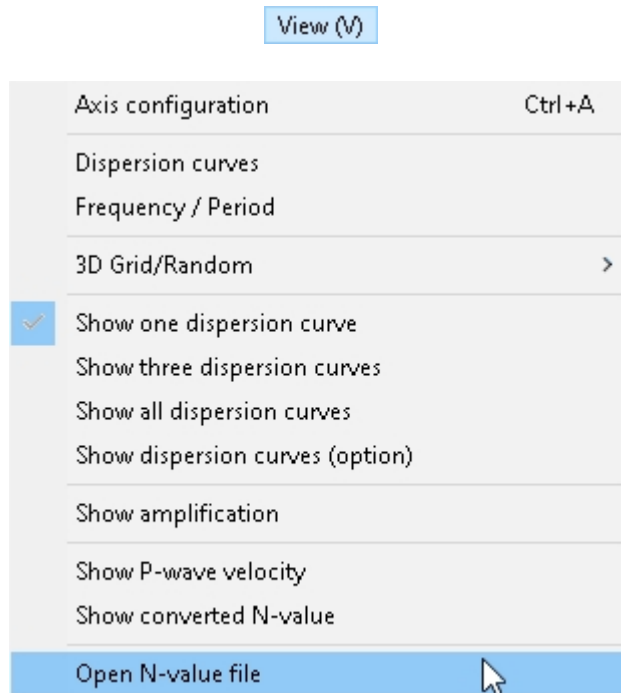 View (V)
Axis configuration Ctrl+A
Dispersion curves
Frequency / Period
3D Grid/Random
Show one dispersion curve
Show three dispersion curves
Show all dispersion curves
Show dispersion curves (option)
Show amplification
Show P-wave velocity
Show converted N-value
Open N-value file